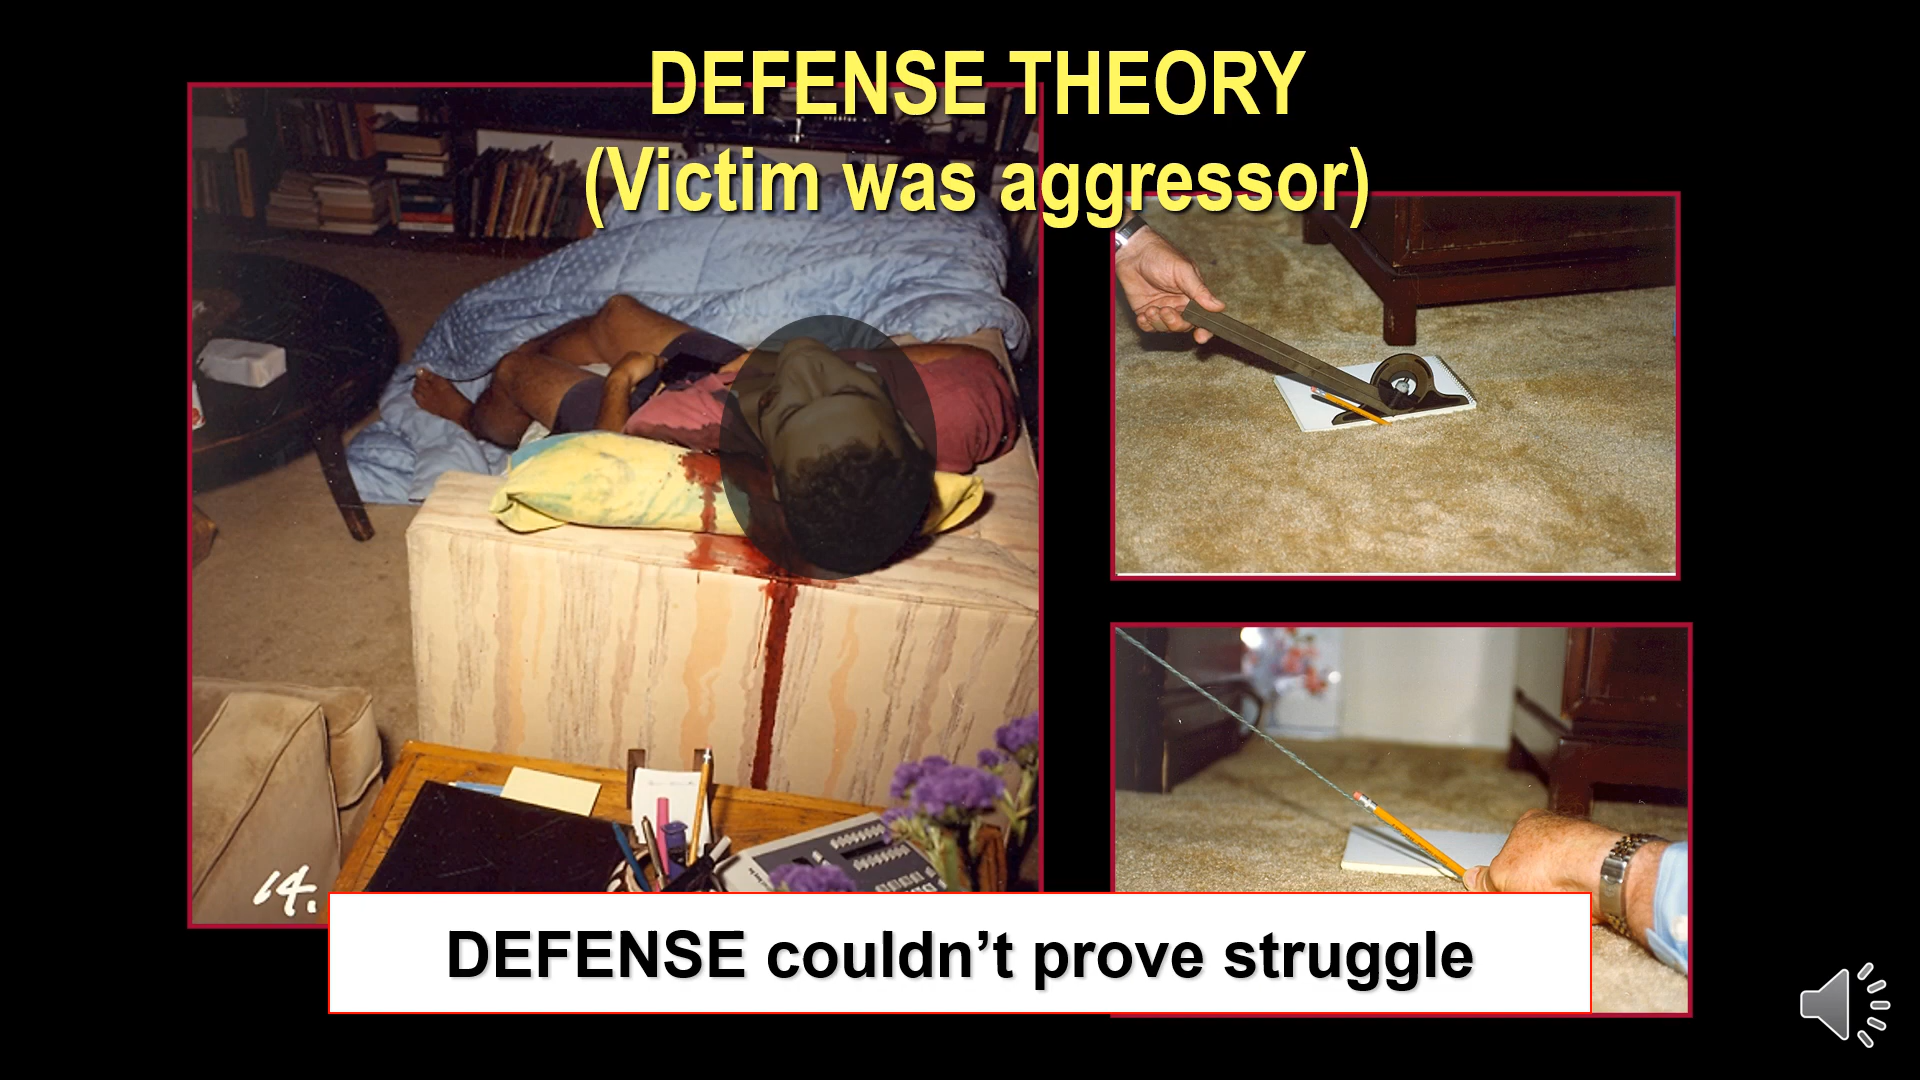 DEFENSE THEORY
(Victim was aggressor)
14.
DEFENSE couldn’t prove struggle